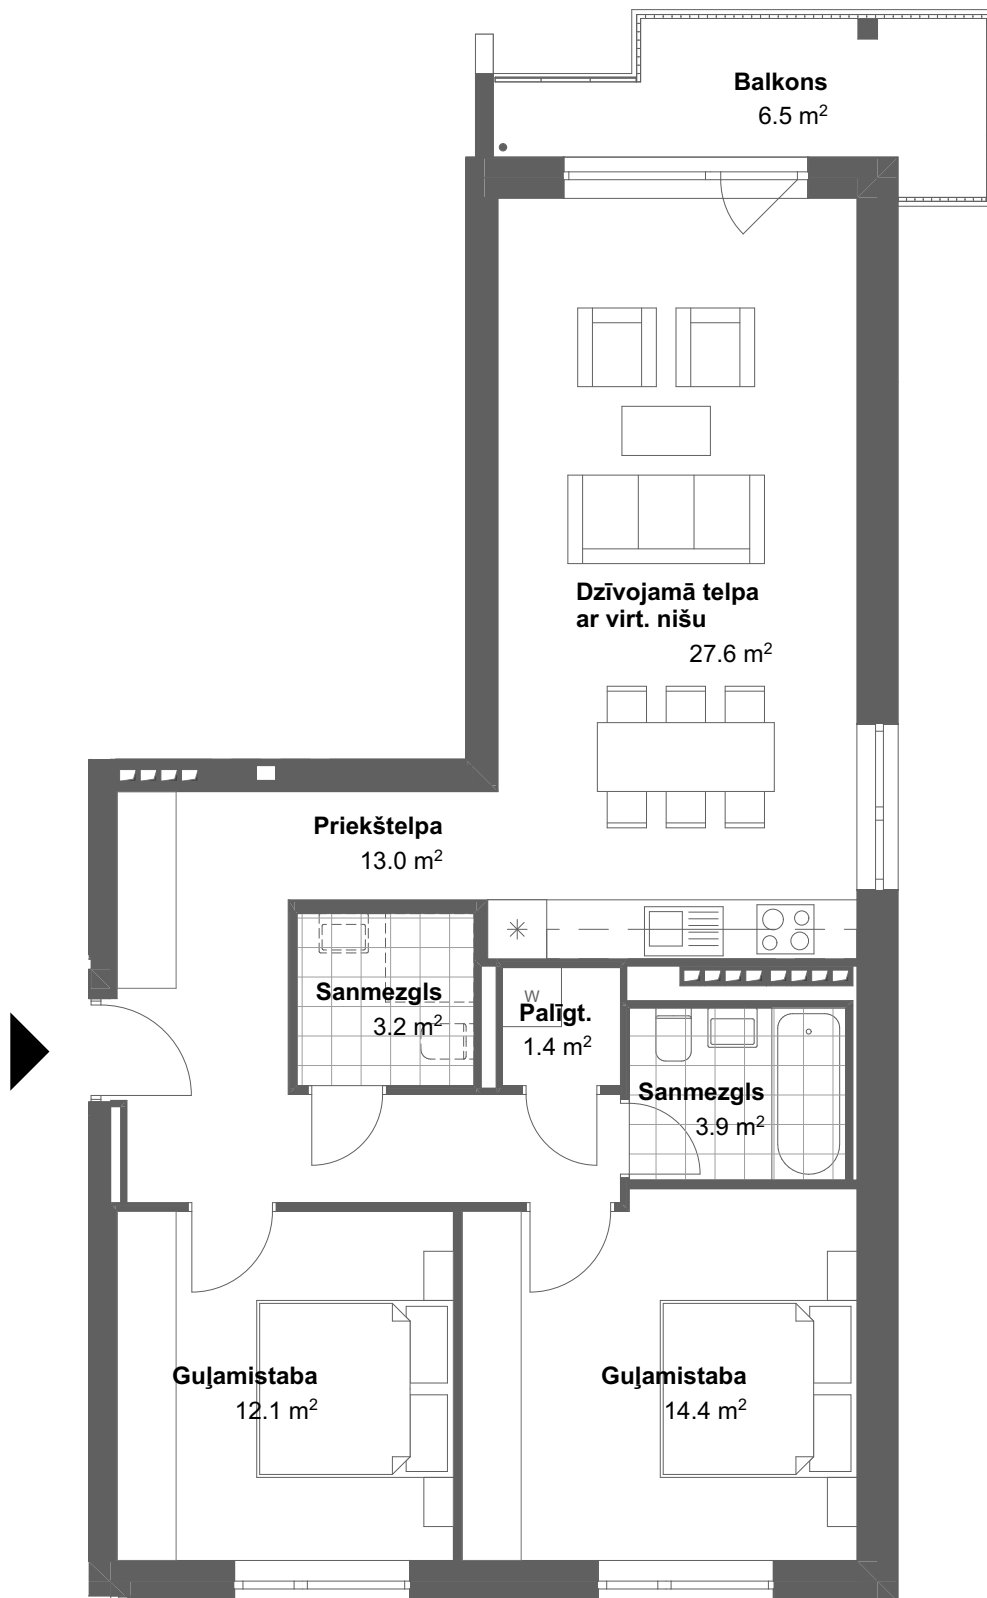 Balkons
6.5 m²
Dzīvojamā telpa
ar virt. nišu
27.6 m²
Priekštelpa
13.0 m²
Sanmezgls
3.2 m²
W
Palīgt.
1.4 m²
Sanmezgls
3.9 m²
Guļamistaba
12.1 m²
Guļamistaba
14.4 m²